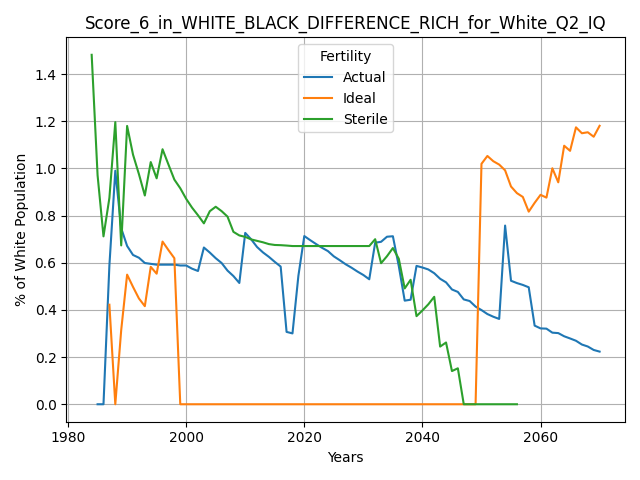 Score_6_in_WHITE_BLACK_DIFFERENCE_RICH_for_White_Q2_IQ
Fertility
Actual
Ideal
Sterile
% of White Population
1.4
1.2
1.0
0.8
0.6
0.4
0.2
0.0
1980
2000
2020
2040
2060
Years